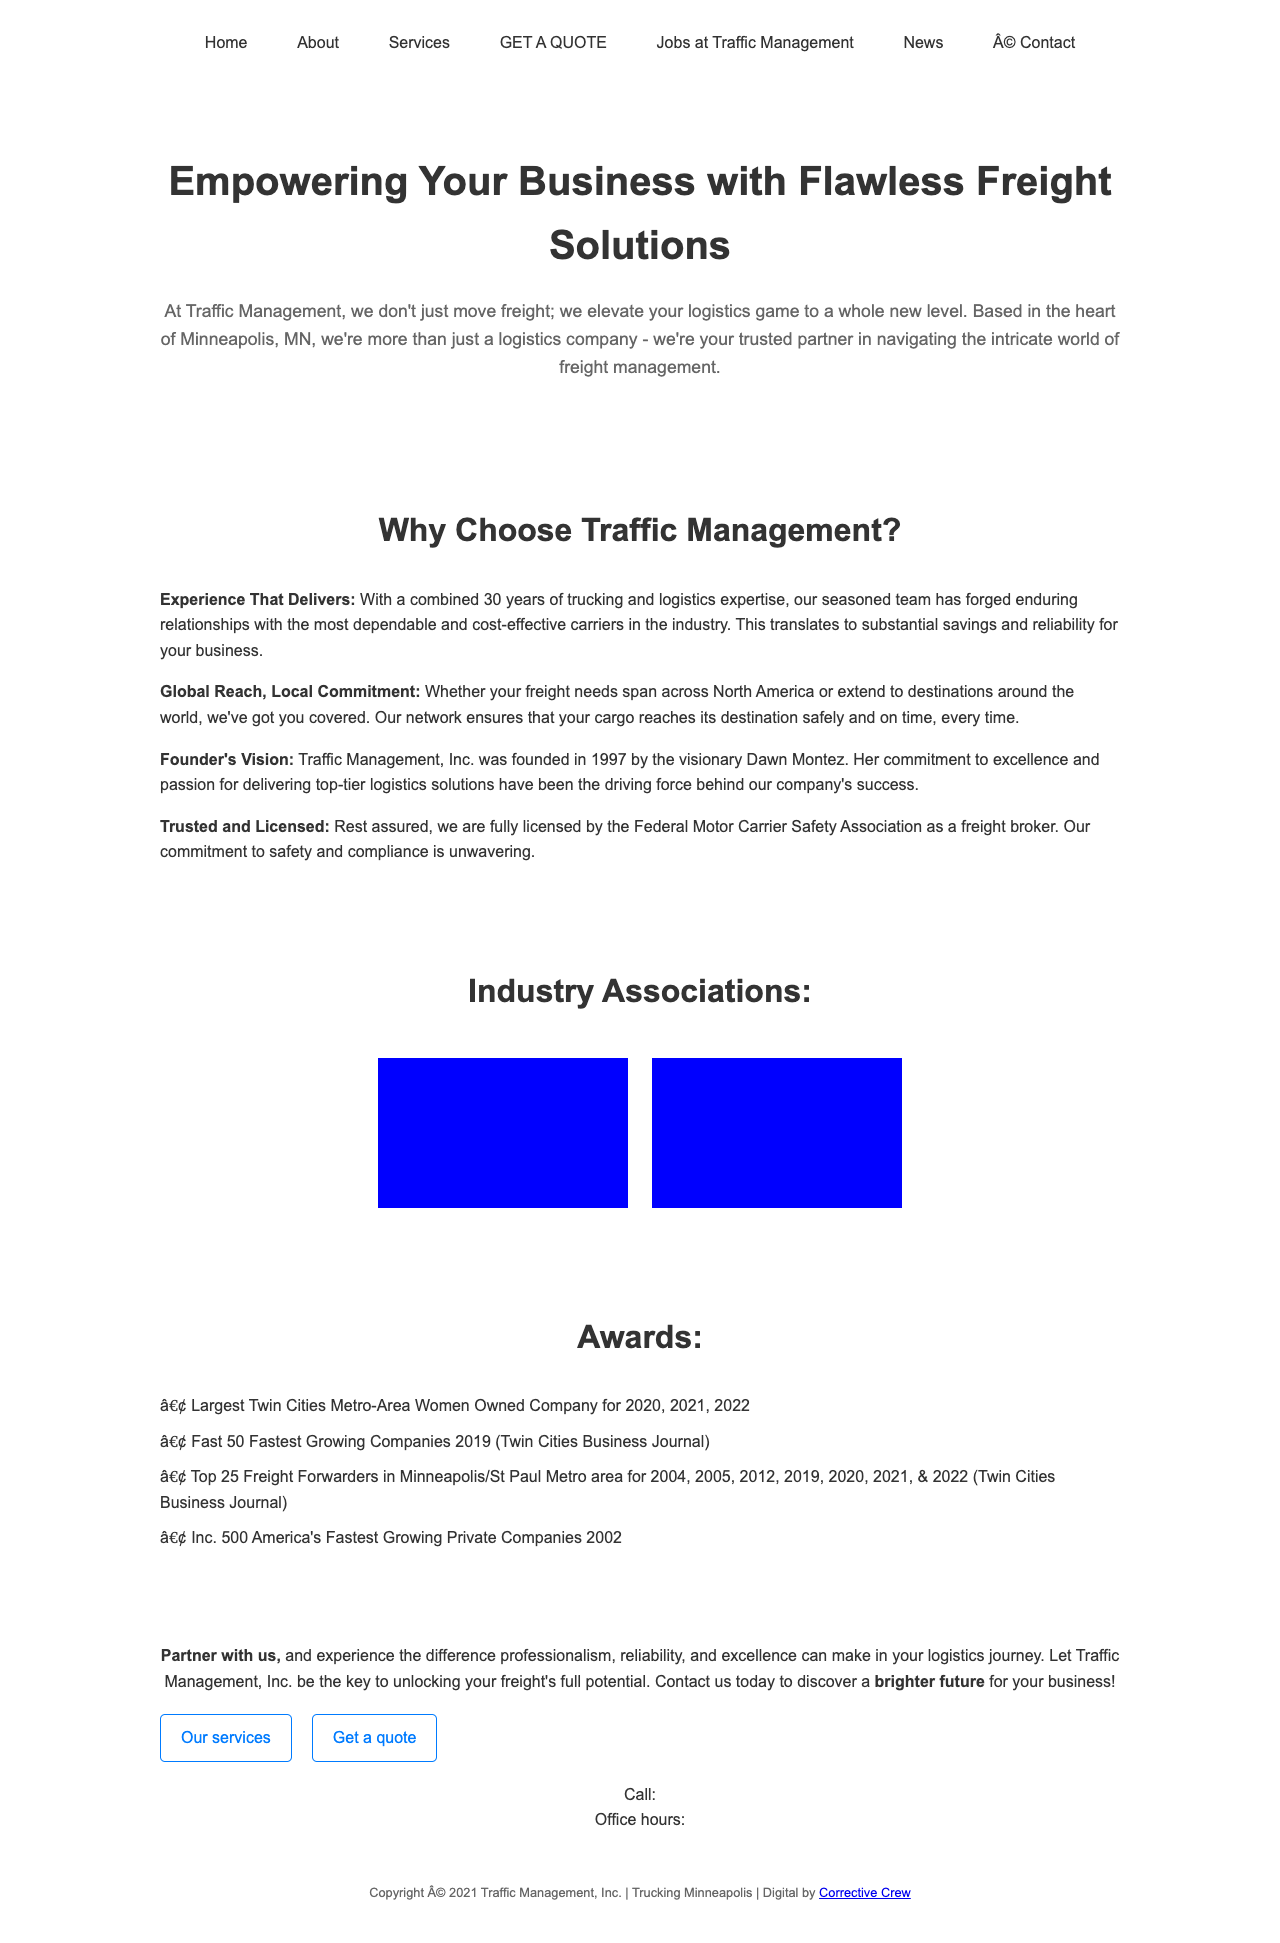 Home About Services GET A QUOTE Jobs at Traffic Management News Â© Contact
Empowering Your Business with Flawless Freight
Solutions
At Traffic Management, we don't just move freight; we elevate your logistics game to a whole new level. Based in the heart
of Minneapolis, MN, we're more than just a logistics company - we're your trusted partner in navigating the intricate world of
freight management.
Why Choose Traffic Management?
Experience That Delivers: With a combined 30 years of trucking and logistics expertise, our seasoned team has forged enduring
relationships with the most dependable and cost-effective carriers in the industry. This translates to substantial savings and reliability for
your business.
Global Reach, Local Commitment: Whether your freight needs span across North America or extend to destinations around the
world, we've got you covered. Our network ensures that your cargo reaches its destination safely and on time, every time.
Founder's Vision: Traffic Management, Inc. was founded in 1997 by the visionary Dawn Montez. Her commitment to excellence and
passion for delivering top-tier logistics solutions have been the driving force behind our company's success.
Trusted and Licensed: Rest assured, we are fully licensed by the Federal Motor Carrier Safety Association as a freight broker. Our
commitment to safety and compliance is unwavering.
Industry Associations:
Awards:
â€¢ Largest Twin Cities Metro-Area Women Owned Company for 2020, 2021, 2022
â€¢ Fast 50 Fastest Growing Companies 2019 (Twin Cities Business Journal)
â€¢ Top 25 Freight Forwarders in Minneapolis/St Paul Metro area for 2004, 2005, 2012, 2019, 2020, 2021, & 2022 (Twin Cities
Business Journal)
â€¢ Inc. 500 America's Fastest Growing Private Companies 2002
Partner with us, and experience the difference professionalism, reliability, and excellence can make in your logistics journey. Let Traffic
Management, Inc. be the key to unlocking your freight's full potential. Contact us today to discover a brighter future for your business!
Our services Get a quote
Call:
Office hours:
Copyright Â© 2021 Traffic Management, Inc. | Trucking Minneapolis | Digital by Corrective Crew